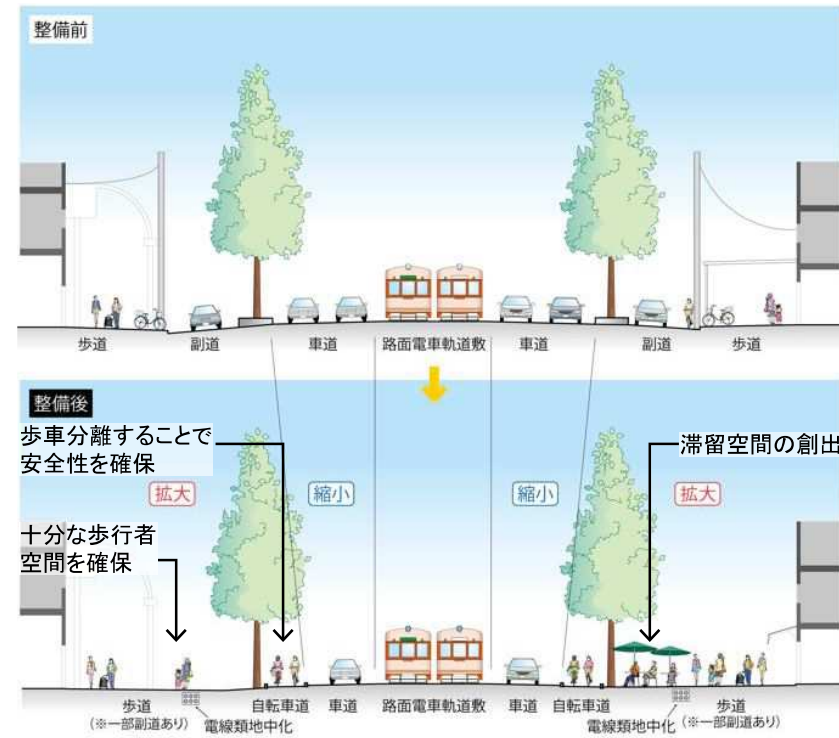 整備前
歩道 副道 車道 路面電車軌道敷 車道 副道 歩道
整備後
歩車分離することで
安全性を確保
滞留空間の創出
拡大 縮小 縮小 拡大
十分な歩行者
空間を確保
歩道 自転車道 車道 路面電車軌道敷 車道 自転車道 歩道
(※一部副道あり) 電線類地中化 電線類地中化 (※一部副道あり)